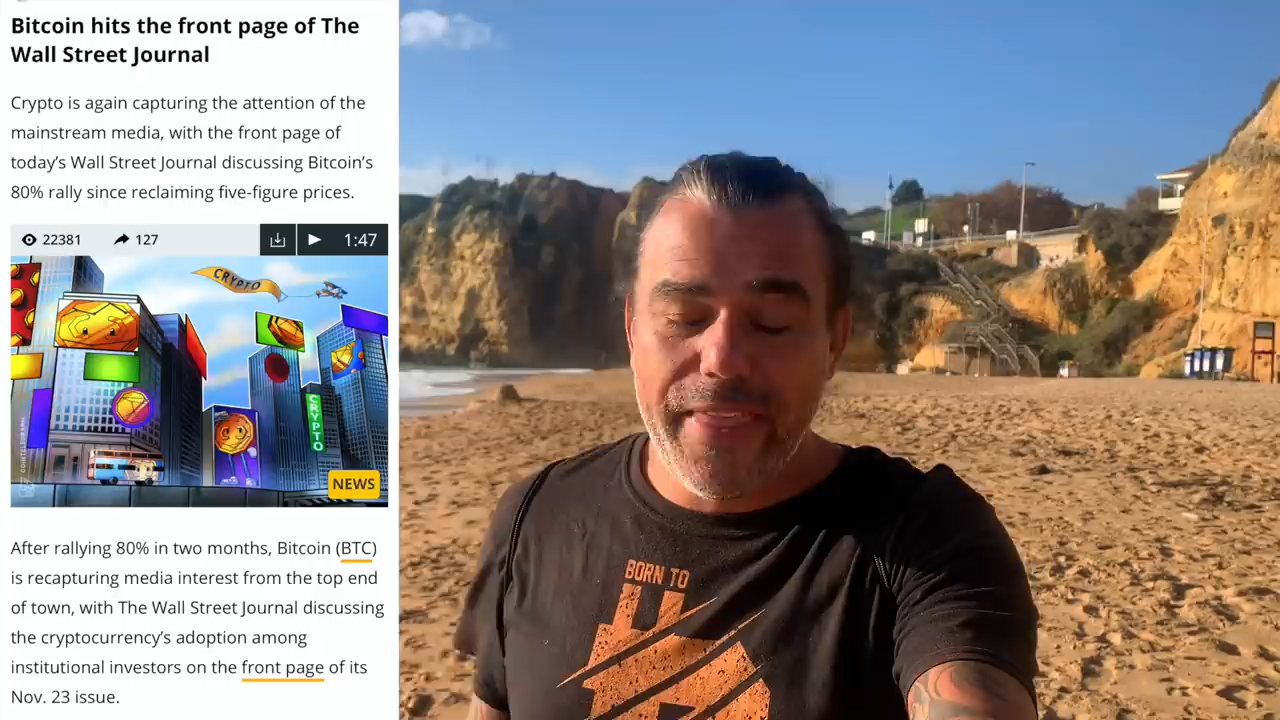 Bitcoin hits the front page of The
Wall Street Journal
Crypto is again capturing the attention of the
mainstream media, with the front page of
today’s Wall Street Journal discussing Bitcoin’s
80% rally since reclaiming five-figure prices.
22381 127 1:47
CRYPTO
CRYPTO
COINTELEGRAPH
NEWS
After rallying 80% in two months, Bitcoin (BTC)
is recapturing media interest from the top end
of town, with The Wall Street Journal discussing
the cryptocurrency’s adoption among
institutional investors on the front page of its
Nov. 23 issue.
BORN TO